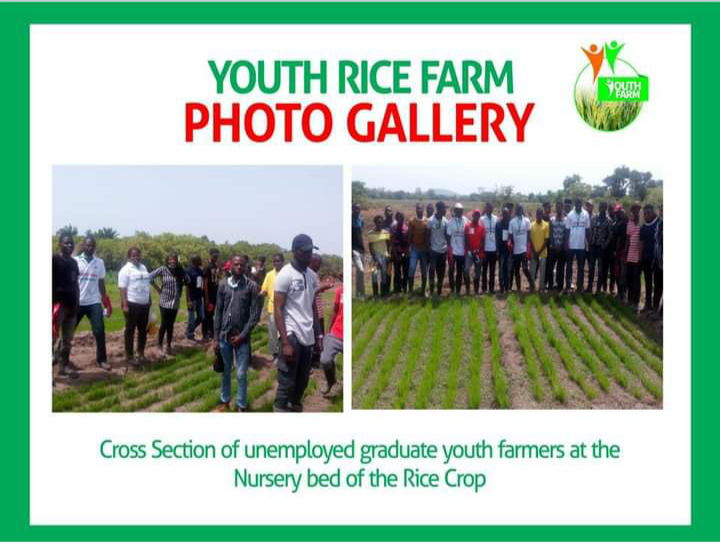 YOUTH RICE FARM
PHOTO GALLERY
YOUTH
FARM
Cross Section of unemployed graduate youth farmers at the
Nursery bed of the Rice Crop